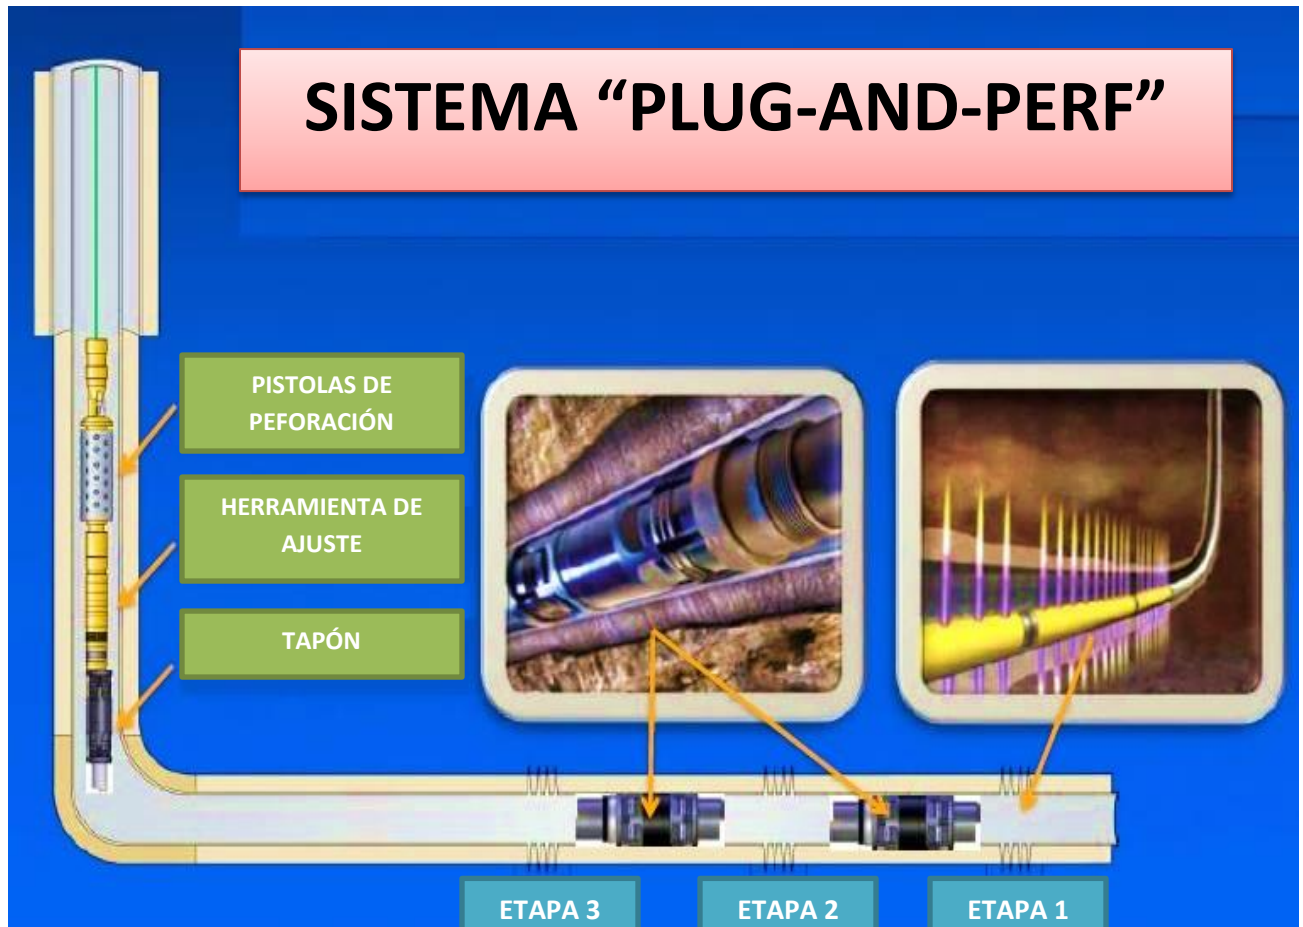 SISTEMA “PLUG-AND-PERF”
PISTOLAS DE
PEFORACIÓN
HERRAMIENTA DE
AJUSTE
TAPÓN
ETAPA 3
ETAPA 2
ETAPA 1